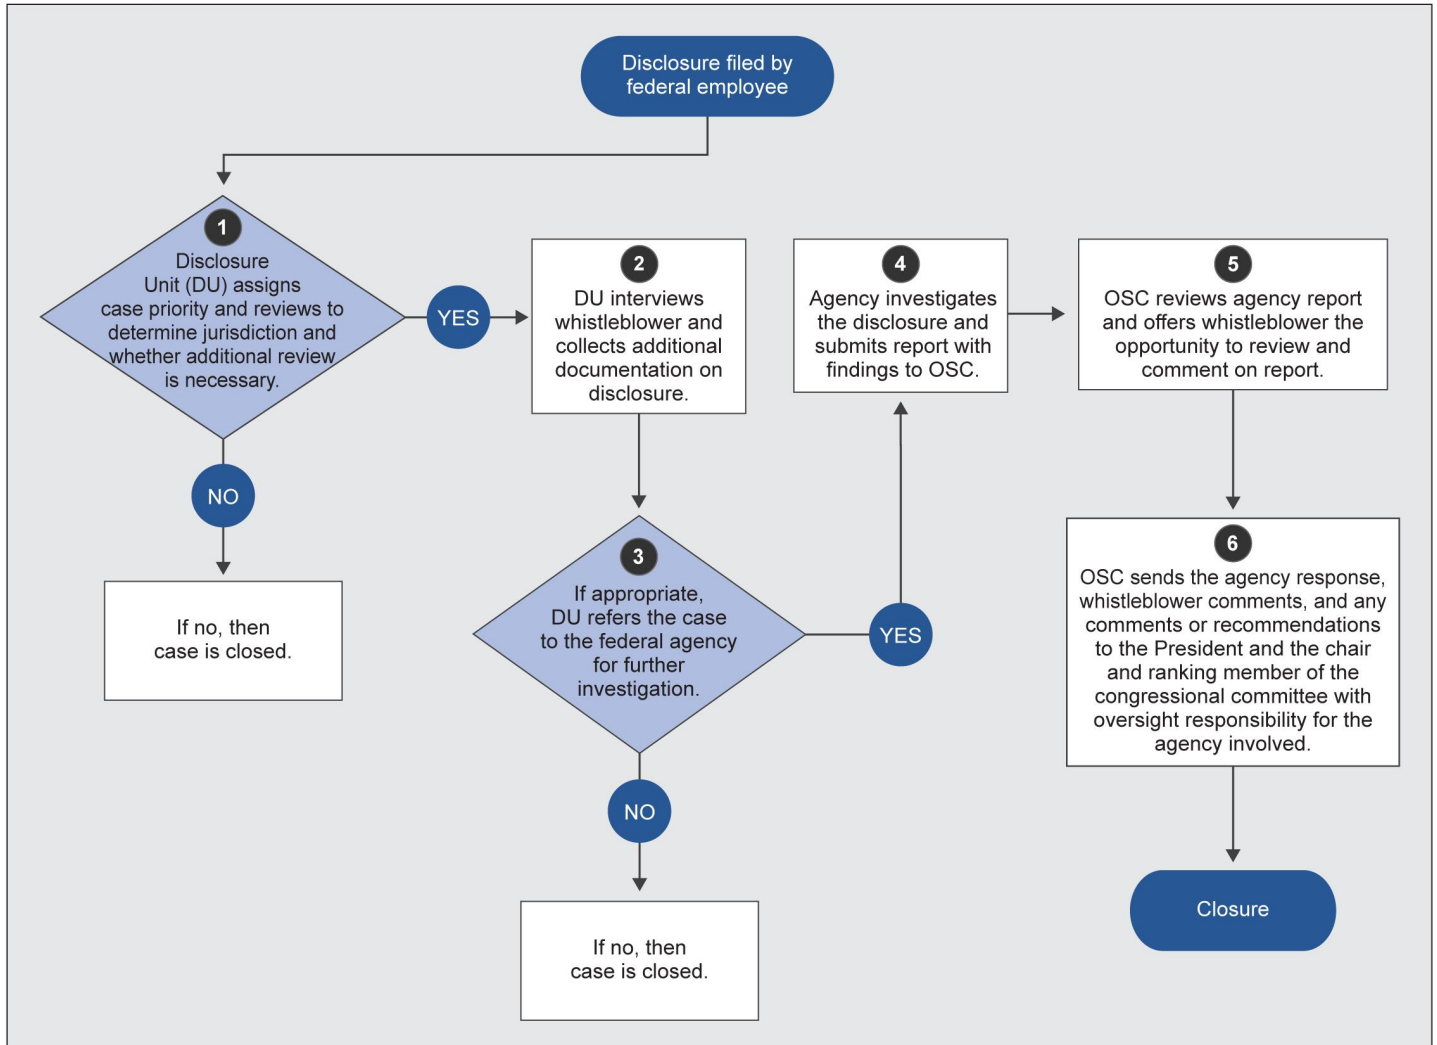 Disclosure filed by
federal employee
1
Disclosure
Unit (DU) assigns
case priority and reviews to
determine jurisdiction and
whether additional review
is necessary.
YES
NO
If no, then
case is closed.
2
DU interviews
whistleblower and
collects additional
documentation on
disclosure.
3
If appropriate,
DU refers the case
to the federal agency
for further
investigation.
YES
NO
If no, then
case is closed.
4
Agency investigates
the disclosure and
submits report with
findings to OSC.
5
OSC reviews agency report
and offers whistleblower the
opportunity to review and
comment on report.
6
OSC sends the agency response,
whistleblower comments, and any
comments or recommendations
to the President and the chair
and ranking member of the
congressional committee with
oversight responsibility for the
agency involved.
Closure